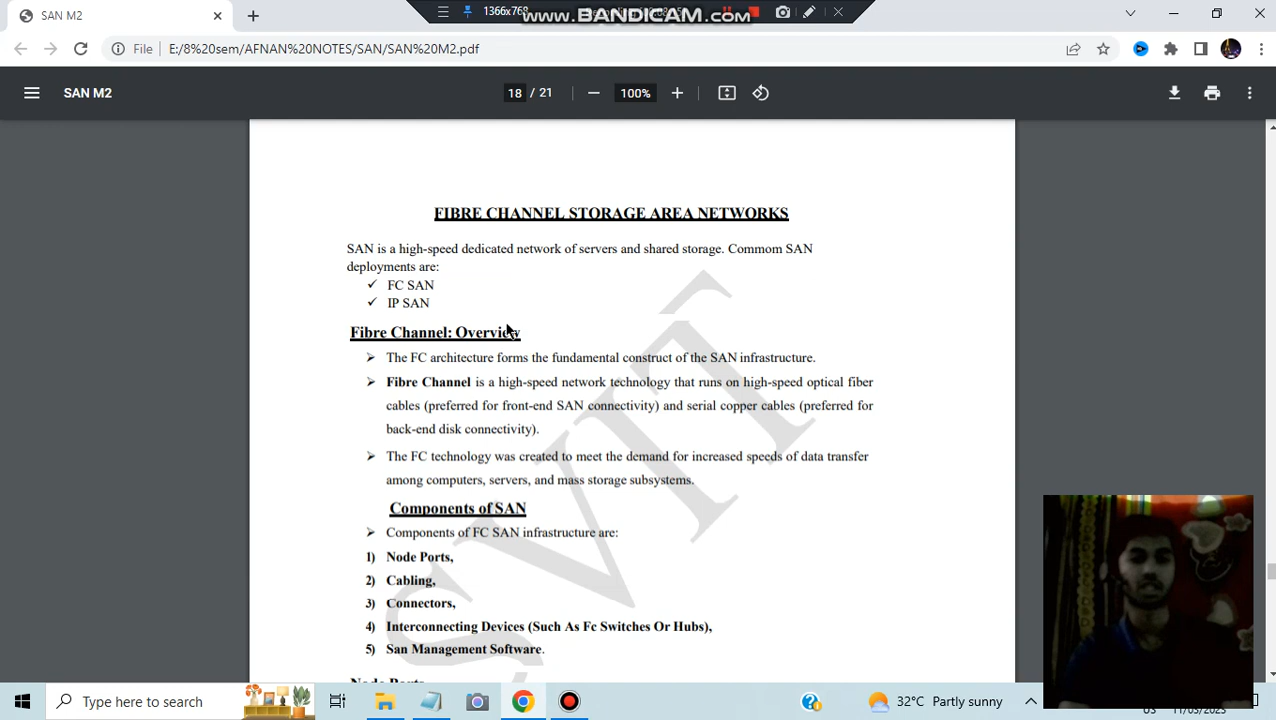 SAN M2
1366x768
www.BANDICAM.com
File E:/8%20sem/AFNAN%20NOTES/SAN/SAN%20M2.pdf
SAN M2
18 / 21
100%
FIBRE CHANNEL STORAGE AREA NETWORKS
SAN is a high-speed dedicated network of servers and shared storage. Commom SAN
deployments are:
✓ FC SAN
✓ IP SAN
Fibre Channel: Overview
➢ The FC architecture forms the fundamental construct of the SAN infrastructure.
➢ Fibre Channel is a high-speed network technology that runs on high-speed optical fiber
cables (preferred for front-end SAN connectivity) and serial copper cables (preferred for
back-end disk connectivity).
➢ The FC technology was created to meet the demand for increased speeds of data transfer
among computers, servers, and mass storage subsystems.
Components of SAN
➢ Components of FC SAN infrastructure are:
1) Node Ports,
2) Cabling,
3) Connectors,
4) Interconnecting Devices (Such As Fc Switches Or Hubs),
5) San Management Software.
Node Ports
SVIT
Type here to search
32°C Partly sunny
11/05/2023